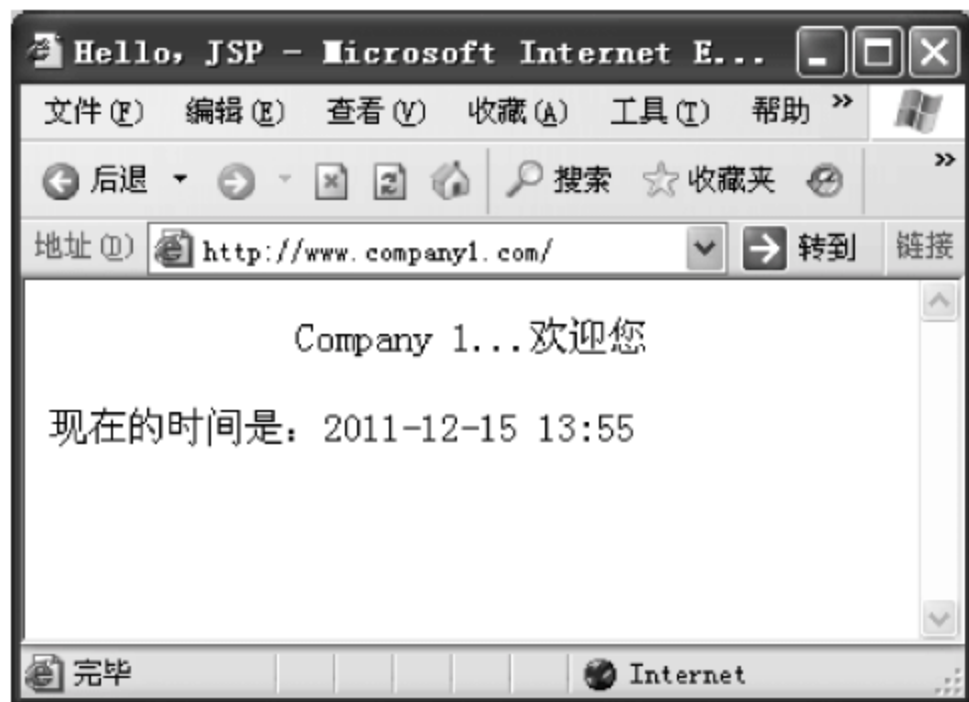 Hello, JSP - Microsoft Internet E...
文件(F) 编辑(E) 查看(V) 收藏(A) 工具(T) 帮助 »
后退 搜索 收藏夹 »
地址(D) http://www.company1.com/ 转到 链接
Company 1...欢迎您
现在的时间是：2011-12-15 13:55
完毕 Internet